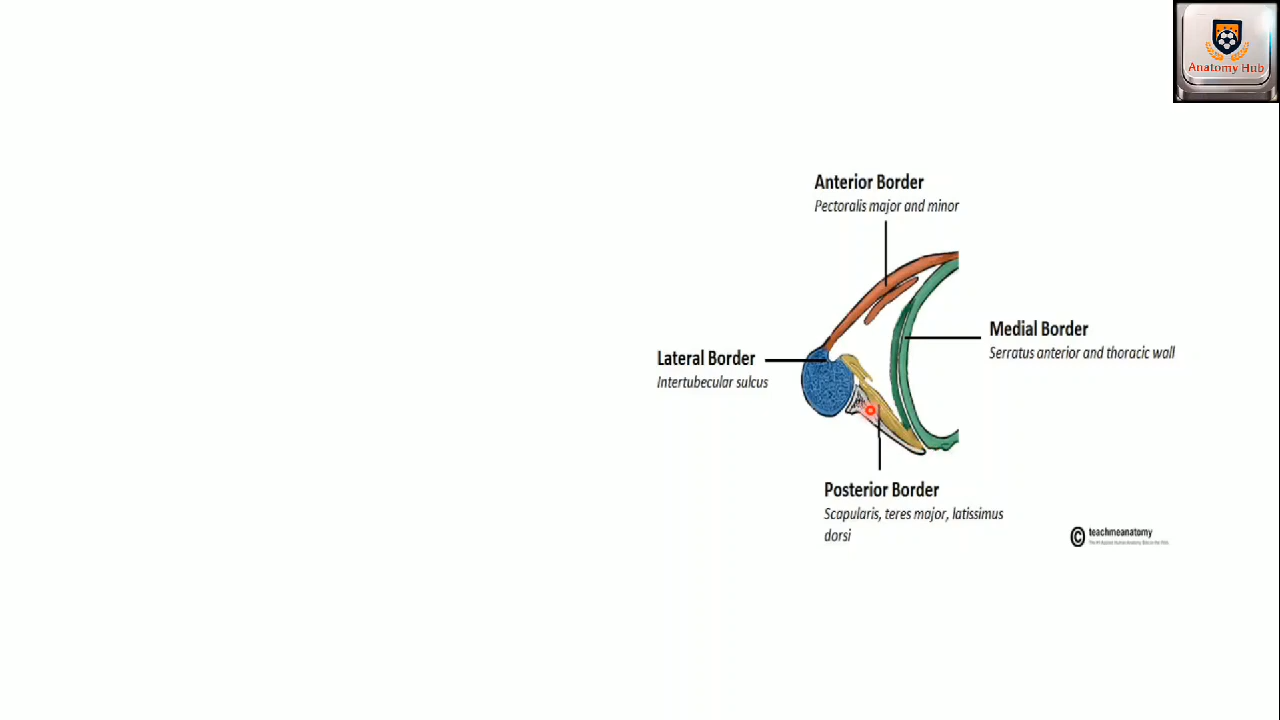 Anatomy Hub
Anterior Border
Pectoralis major and minor
Medial Border
Serratus anterior and thoracic wall
Lateral Border
Intertubecular sulcus
Posterior Border
Scapularis, teres major, latissimus
dorsi
© teachmeanatomy